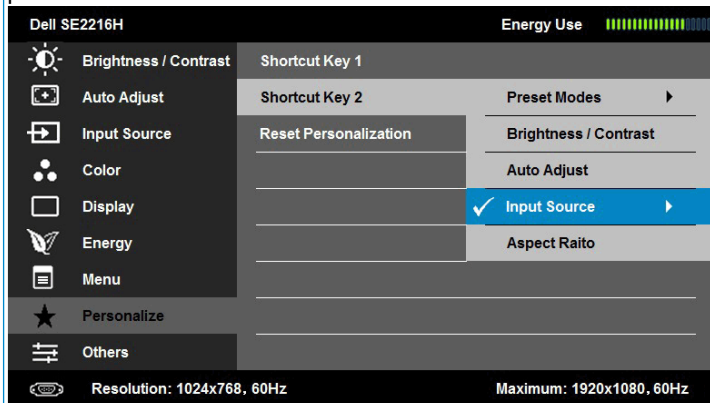 Dell SE2216H Energy Use
Brightness / Contrast Shortcut Key 1
Auto Adjust Shortcut Key 2 Preset Modes
Input Source Reset Personalization Brightness / Contrast
Color Auto Adjust
Display Input Source
Energy Aspect Raito
Menu
Personalize
Others
Resolution: 1024x768, 60Hz Maximum: 1920x1080, 60Hz